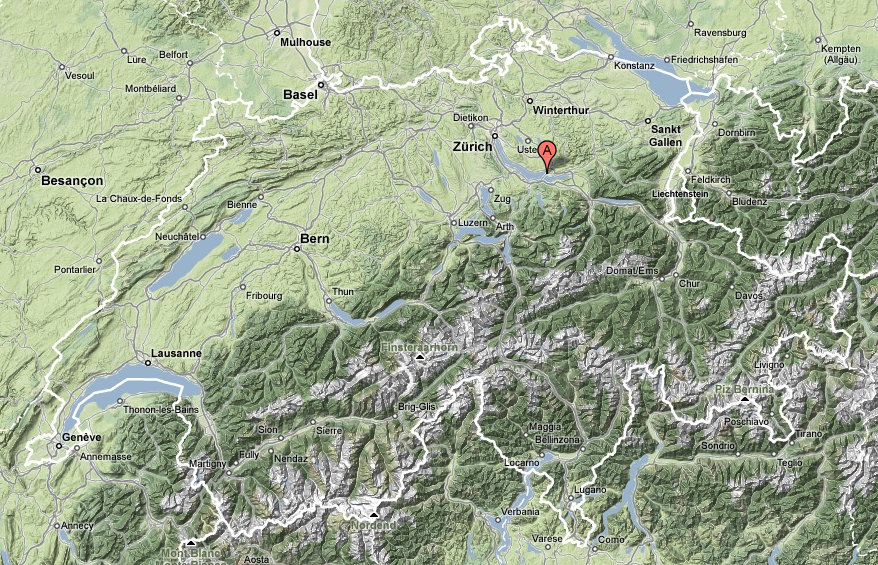 Ravensburg
Mulhouse
Kempten
(Allgäu)
Belfort
Lure
Konstanz
Friedrichshafen
Vesoul
Montbéliard
Basel
Winterthur
Dietikon
Sankt
Gallen
Dornbirn
Zürich
Uste
A
Besançon
Feldkirch
Liechtenstein
Bludenz
La Chaux-de-Fonds
Bienne
Zug
Luzern
Arth
Neuchâtel
Bern
Pontarlier
Domat/Ems
Chur
Davos
Fribourg
Thun
Finsteraarhorn
Lausanne
Livigno
Piz Bernina
Thonon-les-Bains
Brig-Glis
Poschiavo
Maggia
Bellinzona
Sion
Sierre
Tirano
Genève
Annemasse
Sondrio
Teglio
Fully
Nendaz
Martigny
Locarno
Lugano
Verbania
Nordend
Annecy
Varese
Como
Mont Blanc
Aosta